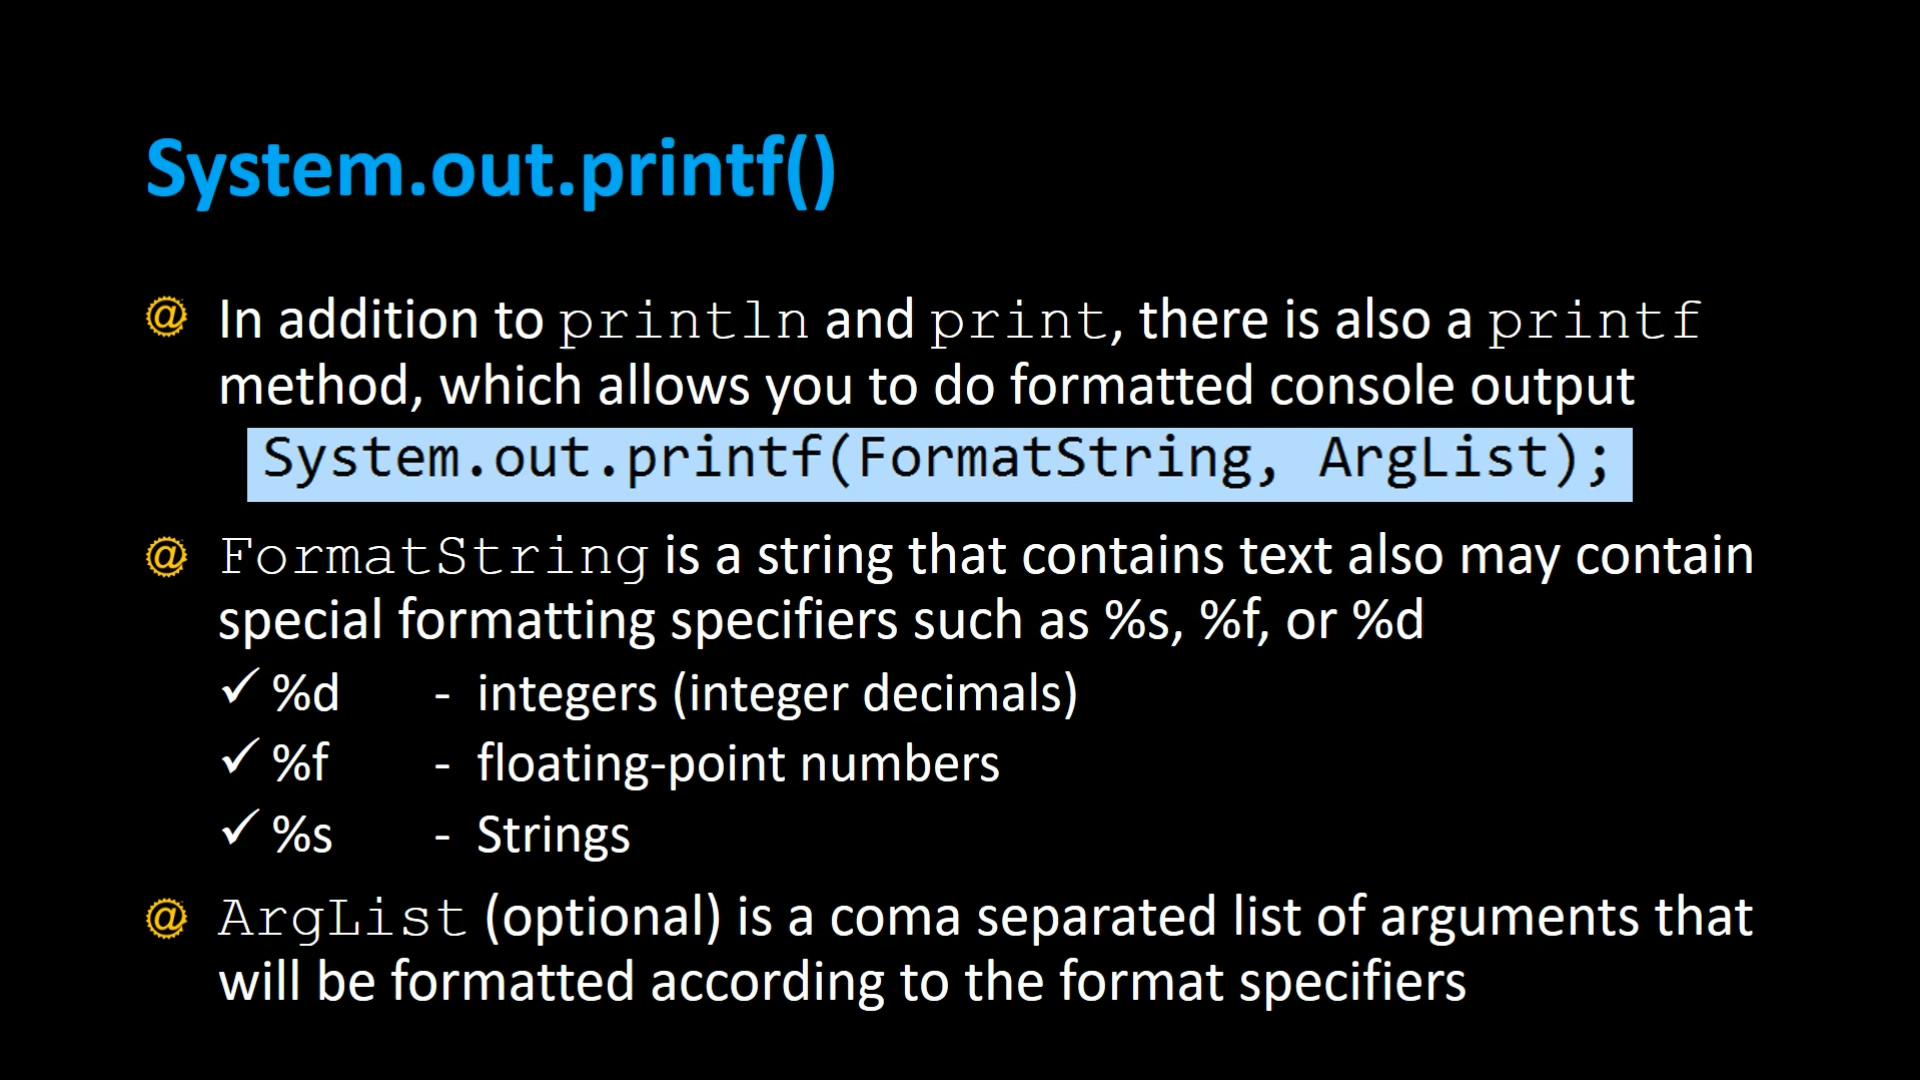 System.out.printf()
@ In addition to println and print, there is also a printf
method, which allows you to do formatted console output
System.out.printf(FormatString, ArgList);
@ FormatString is a string that contains text also may contain
special formatting specifiers such as %s, %f, or %d
✓ %d - integers (integer decimals)
✓ %f - floating-point numbers
✓ %s - Strings
@ ArgList (optional) is a coma separated list of arguments that
will be formatted according to the format specifiers